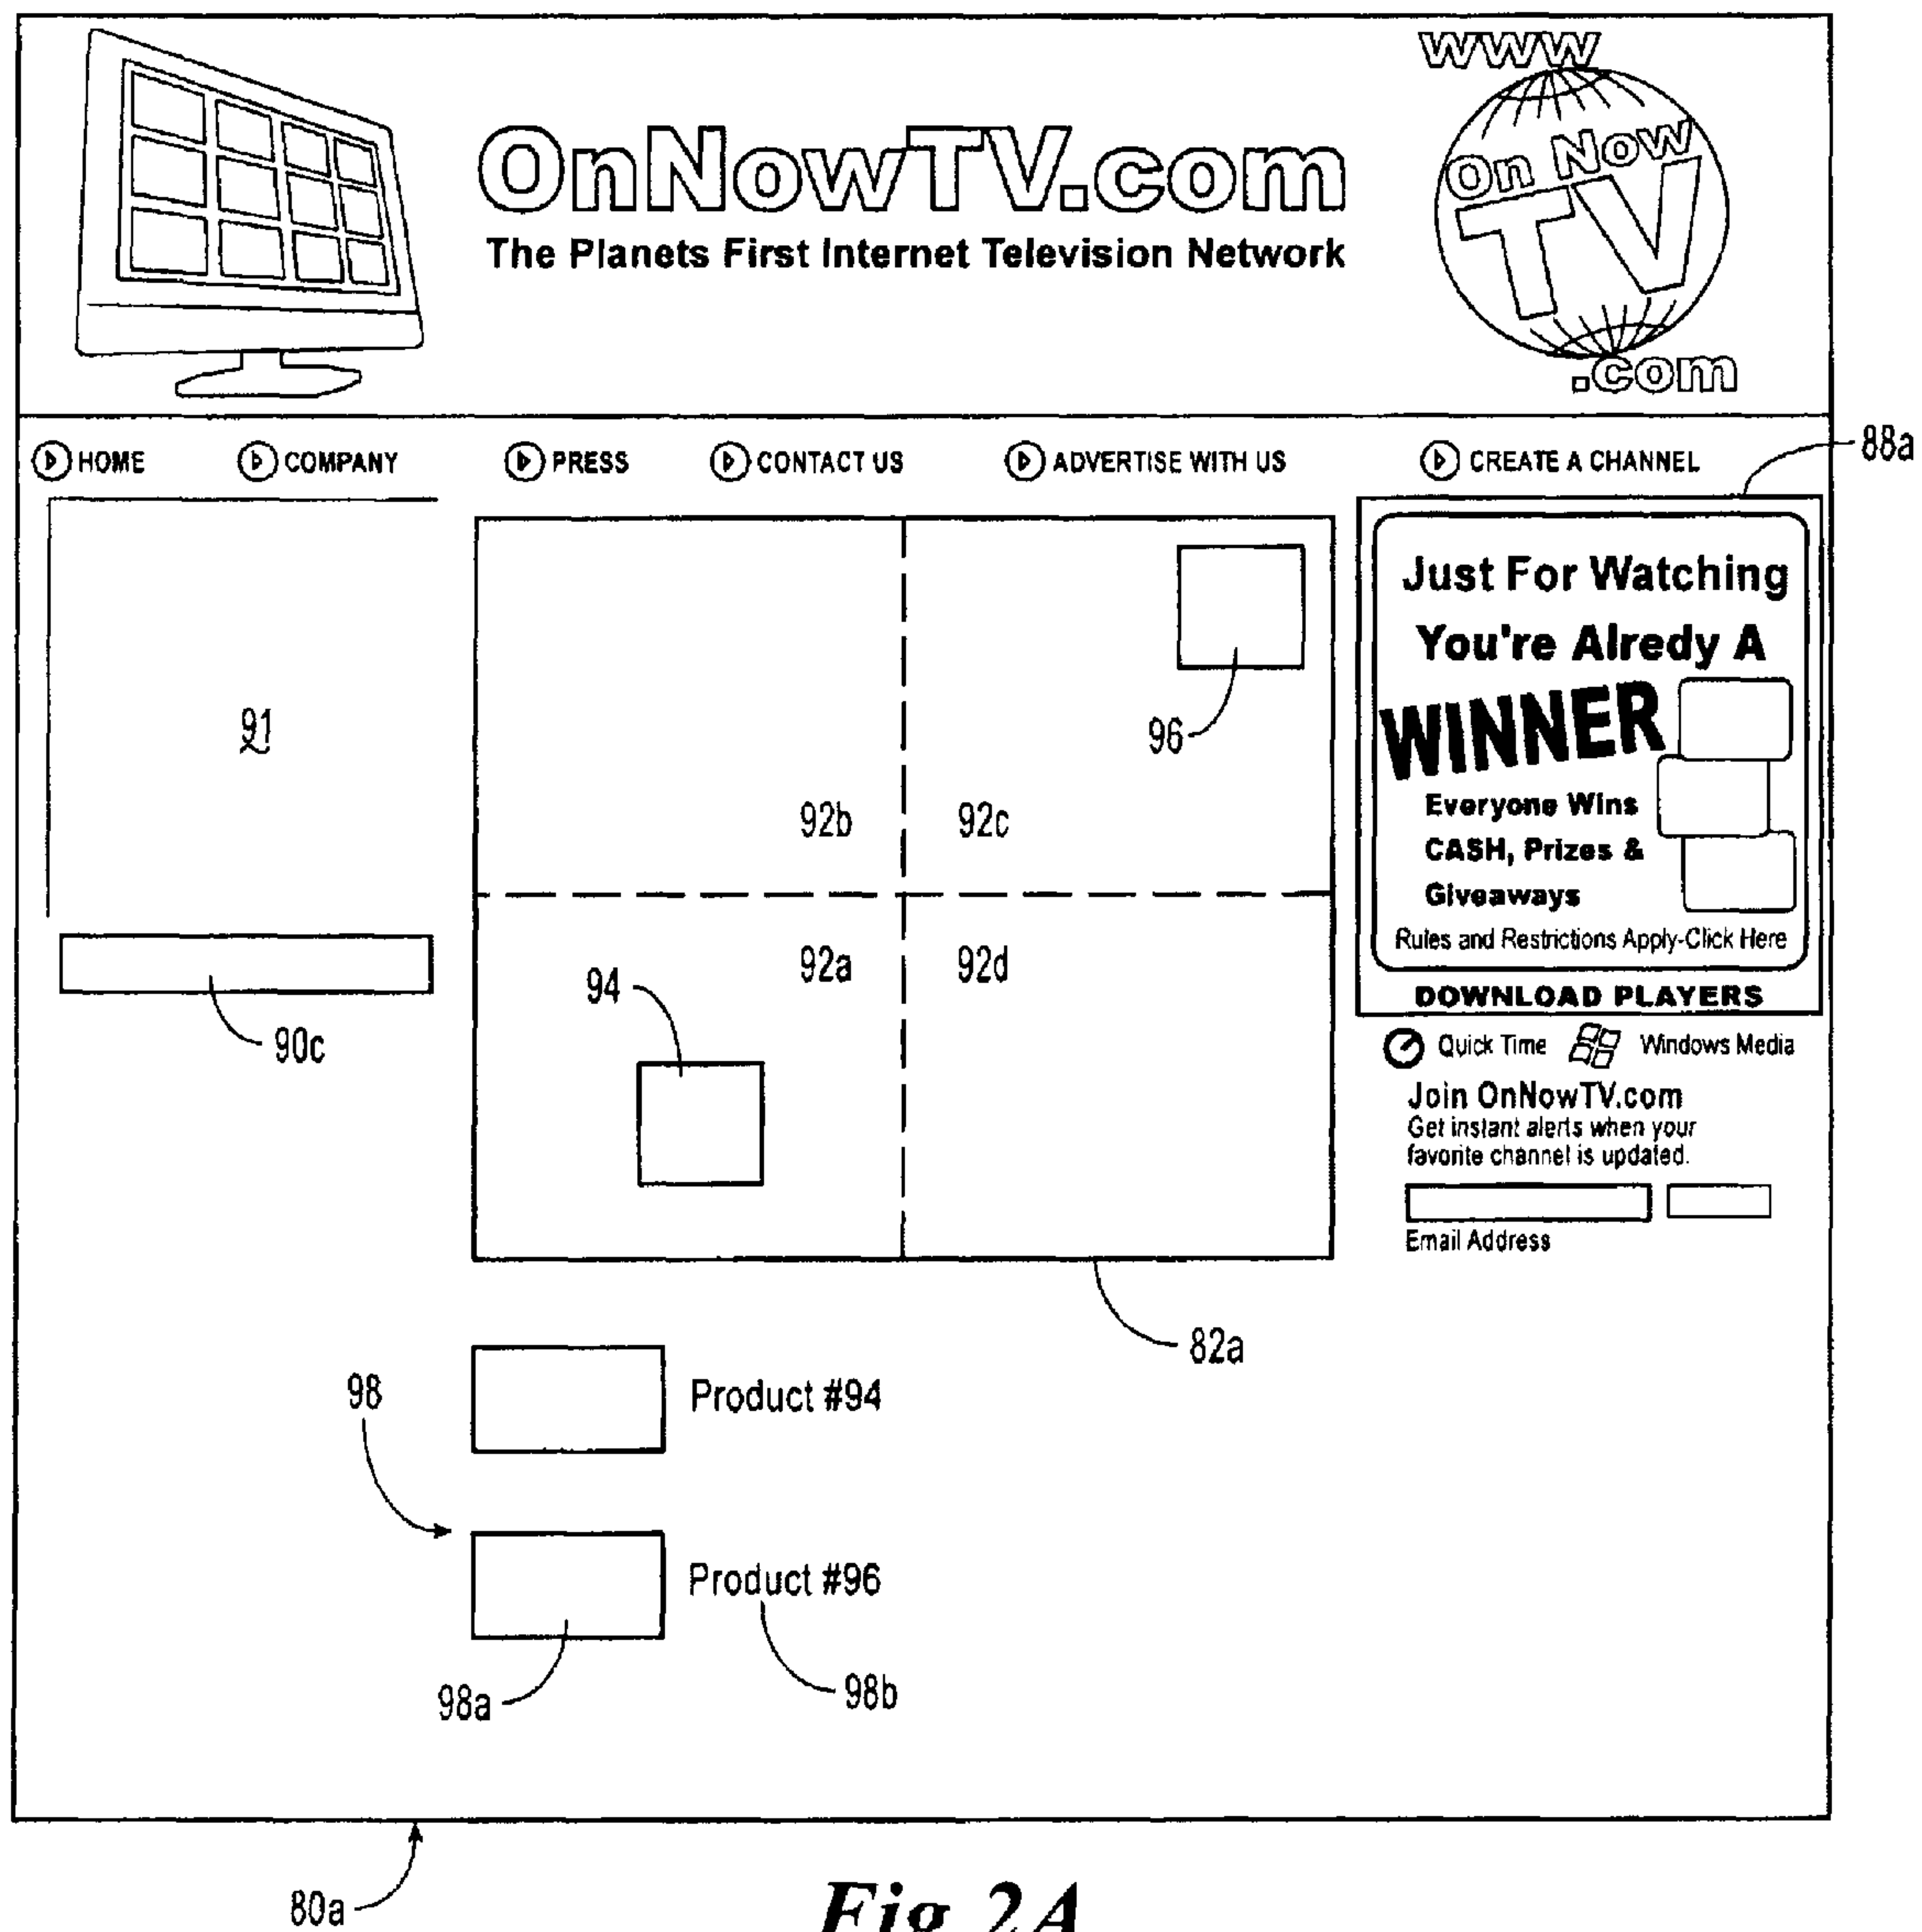 www
OnNowTV.com
On Now
TV
The Planets First Internet Television Network
.com
HOME COMPANY PRESS CONTACT US ADVERTISE WITH US CREATE A CHANNEL
88a
Just For Watching
You're Alredy A
WINNER
Everyone Wins
CASH, Prizes &
Giveaways
Rules and Restrictions Apply-Click Here
DOWNLOAD PLAYERS
Quick Time Windows Media
Join OnNowTV.com
Get instant alerts when your
favorite channel is updated.
Email Address
91
96
92b 92c
92a 92d
94
90c
82a
98
Product #94
Product #96
98a
98b
80a
Fig 2A